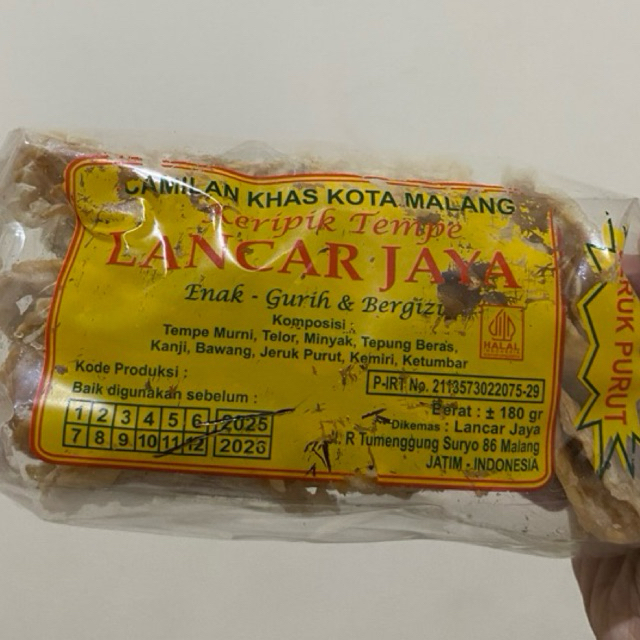 CAMILAN KHAS KOTA MALANG
Keripik Tempe
LANCAR JAYA
Enak - Gurih & Bergizi
Komposisi :
Tempe Murni, Telor, Minyak, Tepung Beras,
Kanji, Bawang, Jeruk Purut, Kemiri, Ketumbar
HALAL
Kode Produksi :
Baik digunakan sebelum :
1 2 3 4 5 6 2025
7 8 9 10 11 12 2026
P-IRT No. 2113573022075-29
Berat : ± 180 gr
Dikemas : Lancar Jaya
R Tumenggung Suryo 86 Malang
JATIM - INDONESIA
PURUT